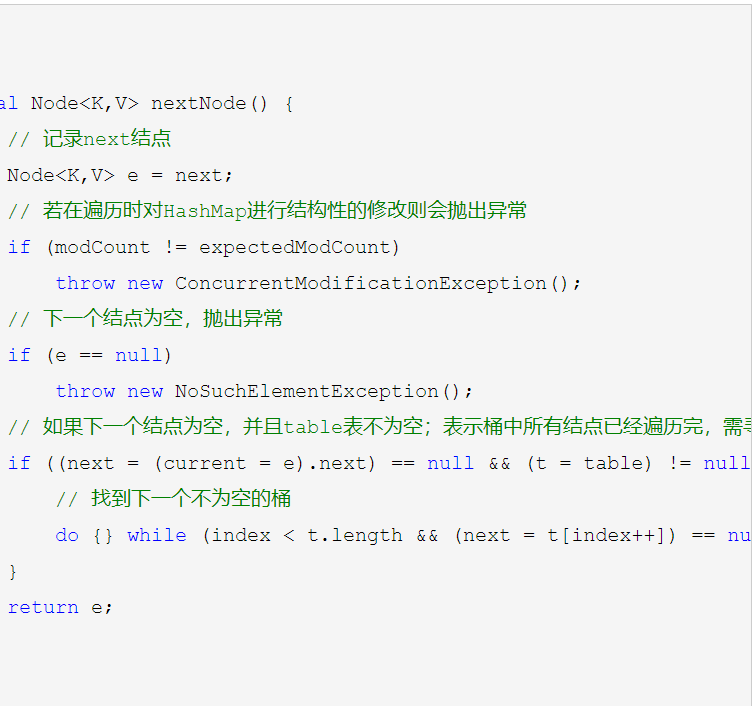 al Node<K,V> nextNode() {
// 记录next结点
Node<K,V> e = next;
// 若在遍历时对HashMap进行结构性的修改则会抛出异常
if (modCount != expectedModCount)
throw new ConcurrentModificationException();
// 下一个结点为空，抛出异常
if (e == null)
throw new NoSuchElementException();
// 如果下一个结点为空，并且table表不为空；表示桶中所有结点已经遍历完，需
if ((next = (current = e).next) == null && (t = table) != null
// 找到下一个不为空的桶
do {} while (index < t.length && (next = t[index++]) == nu
}
return e;